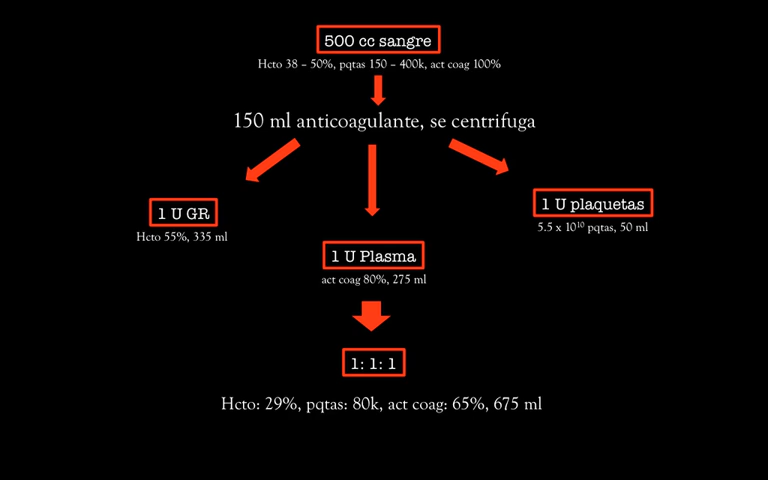 500 cc sangre
Hcto 38 – 50%, pqtas 150 – 400k, act coag 100%
150 ml anticoagulante, se centrifuga
1 U GR
Hcto 55%, 335 ml
1 U Plasma
act coag 80%, 275 ml
1 U plaquetas
5.5 x 10¹⁰ pqtas, 50 ml
1: 1: 1
Hcto: 29%, pqtas: 80k, act coag: 65%, 675 ml